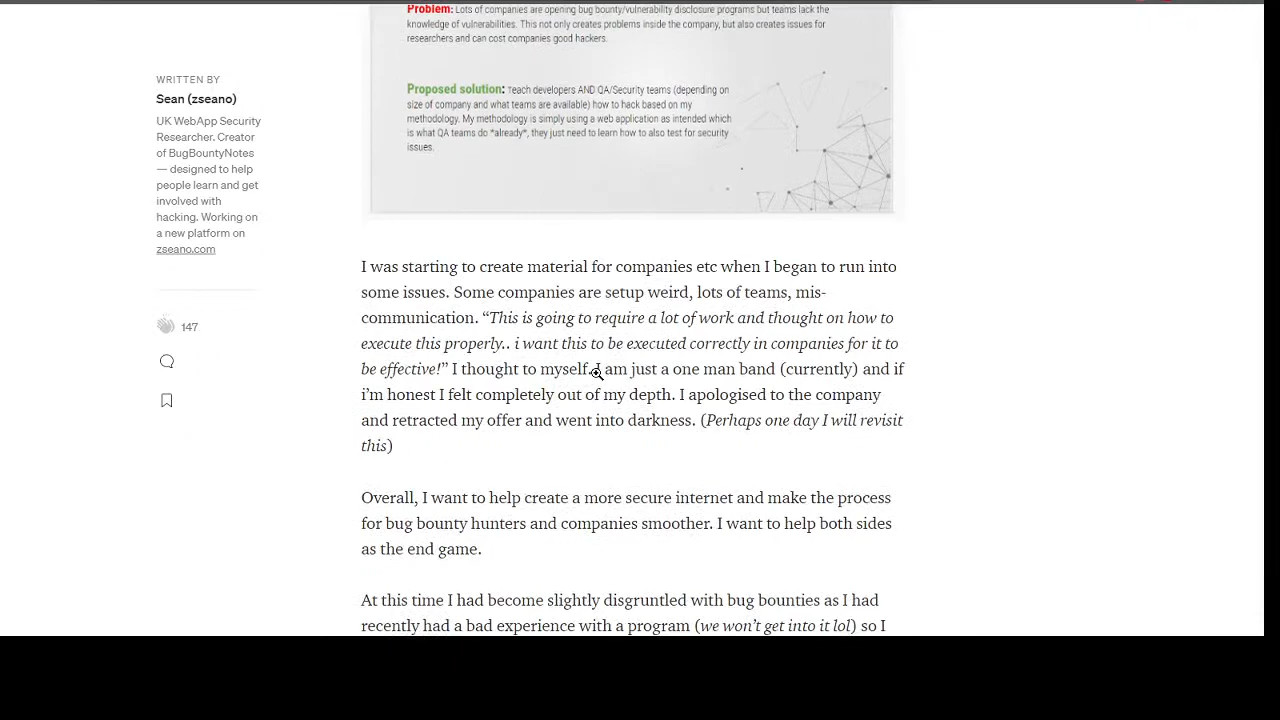 Problem: Lots of companies are opening bug bounty/vulnerability disclosure programs but teams lack the
knowledge of vulnerabilities. This not only creates problems inside the company, but also creates issues for
researchers and can cost companies good hackers.
Proposed solution: Teach developers AND QA/Security teams (depending on
size of company and what teams are available) how to hack based on my
methodology. My methodology is simply using a web application as intended which
is what QA teams do *already*, they just need to learn how to also test for security
issues.
WRITTEN BY
Sean (zseano)
UK WebApp Security
Researcher. Creator
of BugBountyNotes
— designed to help
people learn and get
involved with
hacking. Working on
a new platform on
zseano.com
147
I was starting to create material for companies etc when I began to run into
some issues. Some companies are setup weird, lots of teams, mis-
communication. “This is going to require a lot of work and thought on how to
execute this properly.. i want this to be executed correctly in companies for it to
be effective!” I thought to myself. I am just a one man band (currently) and if
i’m honest I felt completely out of my depth. I apologised to the company
and retracted my offer and went into darkness. (Perhaps one day I will revisit
this)
Overall, I want to help create a more secure internet and make the process
for bug bounty hunters and companies smoother. I want to help both sides
as the end game.
At this time I had become slightly disgruntled with bug bounties as I had
recently had a bad experience with a program (we won’t get into it lol) so I